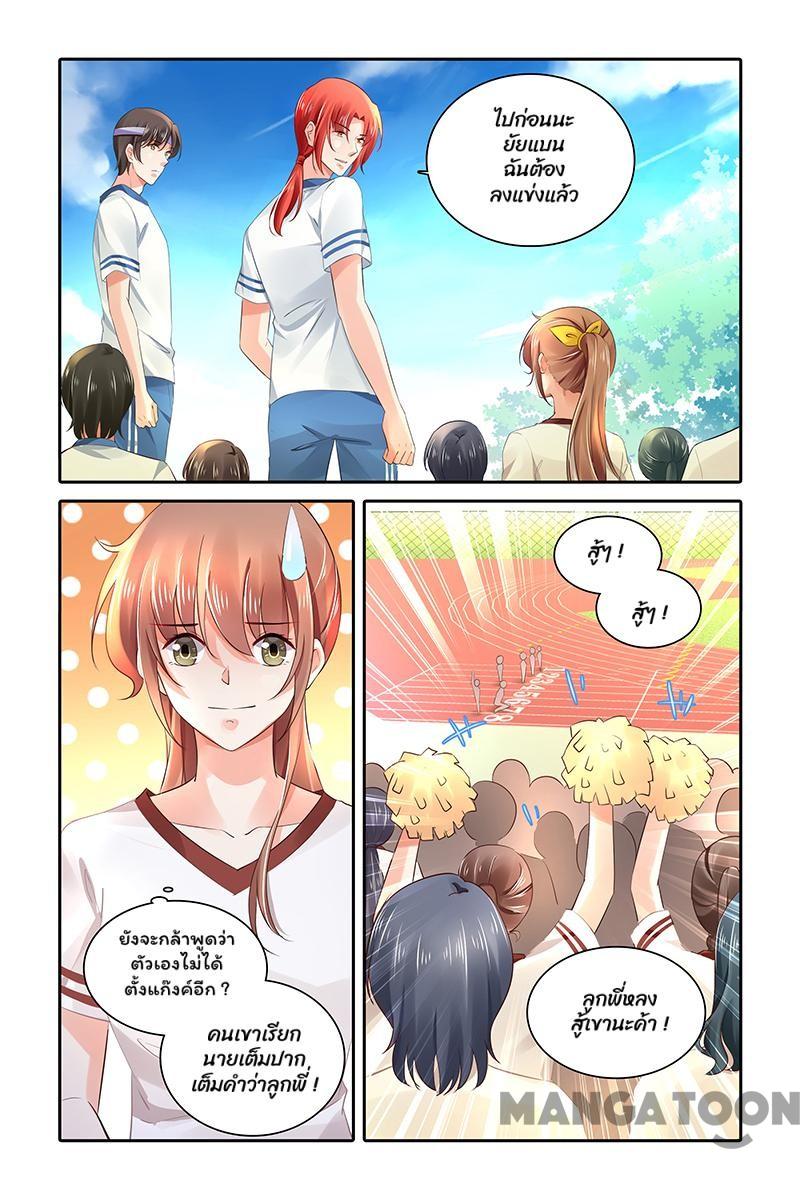 ไปก่อนนะ
ยัยแบน
ฉันต้อง
ลงแข่งแล้ว
สู้ๆ !
สู้ๆ !
12345678
ยังจะกล้าพูดว่า
ตัวเองไม่ได้
ตั้งแก๊งค์อีก ?
คนเขาเรียก
นายเต็มปาก
เต็มคำว่าลูกพี่ !
ลูกพี่หลง
สู้เขานะค้า !
MANGA TOON